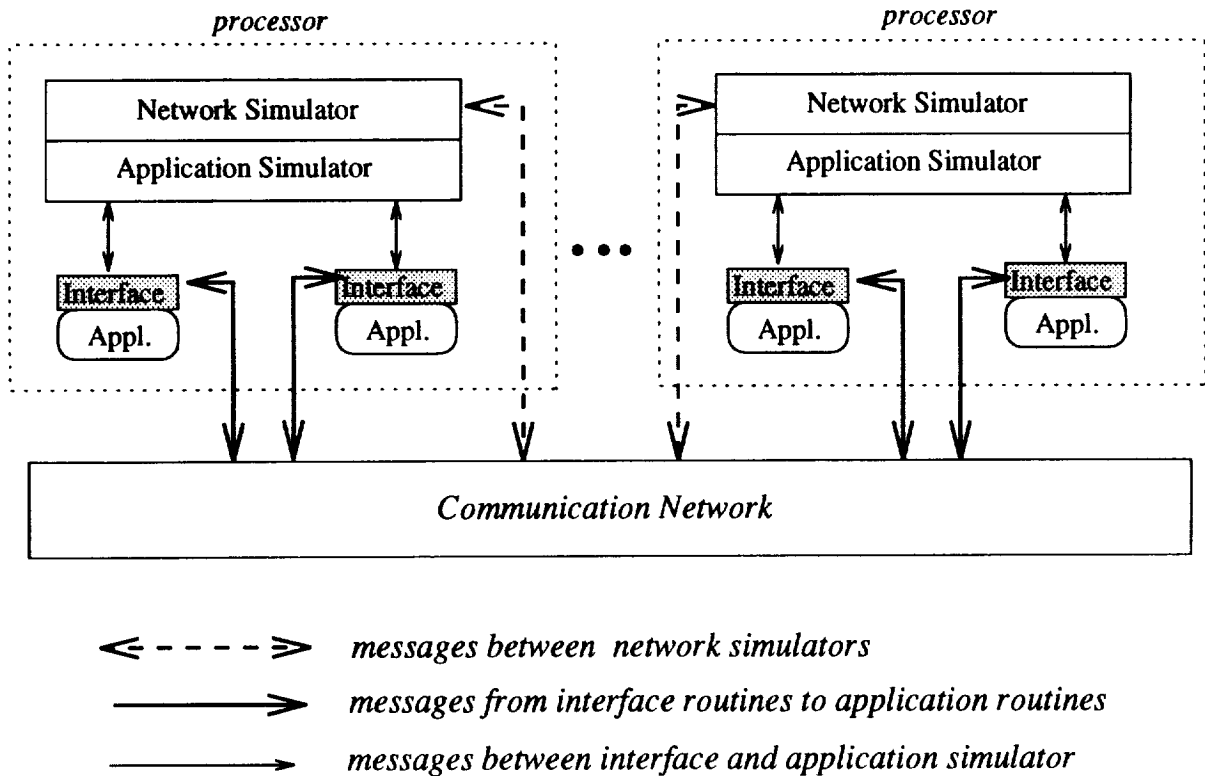 processor
processor
Network Simulator
Application Simulator
Network Simulator
Application Simulator
Interface
Appl.
Interface
Appl.
Interface
Appl.
Interface
Appl.
Communication Network
messages between network simulators
messages from interface routines to application routines
messages between interface and application simulator